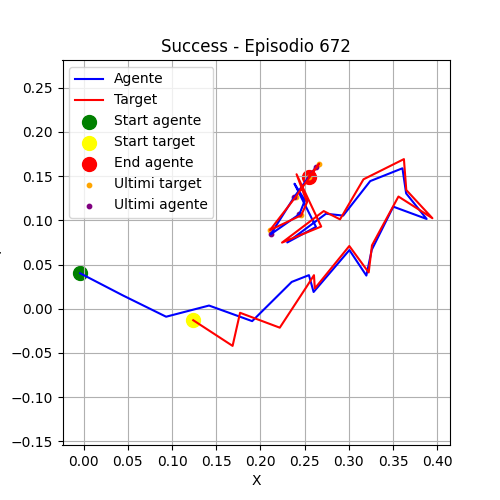 Success - Episodio 672
Agente
Target
Start agente
Start target
End agente
Ultimi target
Ultimi agente
0.25
0.20
0.15
0.10
0.05
0.00
−0.05
−0.10
−0.15
0.00 0.05 0.10 0.15 0.20 0.25 0.30 0.35 0.40
X